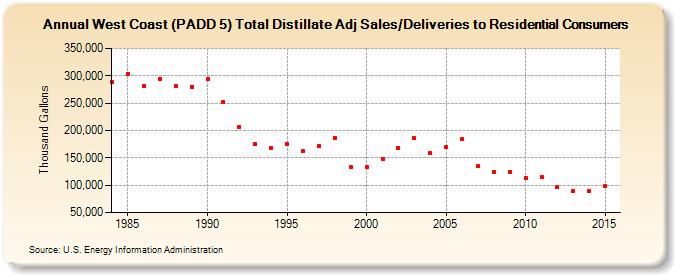 Annual West Coast (PADD 5) Total Distillate Adj Sales/Deliveries to Residential Consumers
Thousand Gallons
350,000
300,000
250,000
200,000
150,000
100,000
50,000
1985 1990 1995 2000 2005 2010 2015
Source: U.S. Energy Information Administration